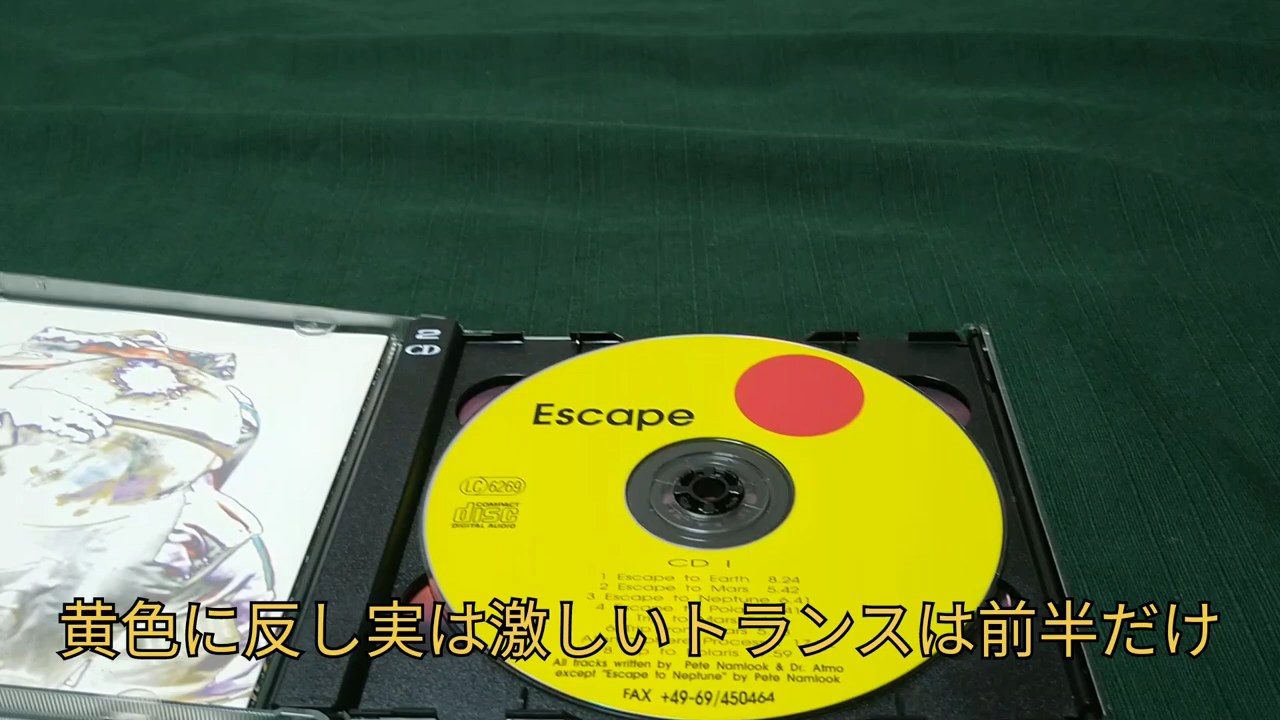 2
CD
Escape
LC 6269
COMPACT
disc
DIGITAL AUDIO
CD 1
1 Escape to Earth 8.24
2 Escape to Mars 5.42
3 Escape to Neptune 6.41
黄色に反し実は激しいトランスは前半だけ
All tracks written by Pete Namlook & Dr. Atmo
except "Escape to Neptune" by Pete Namlook
FAX +49-69/450464